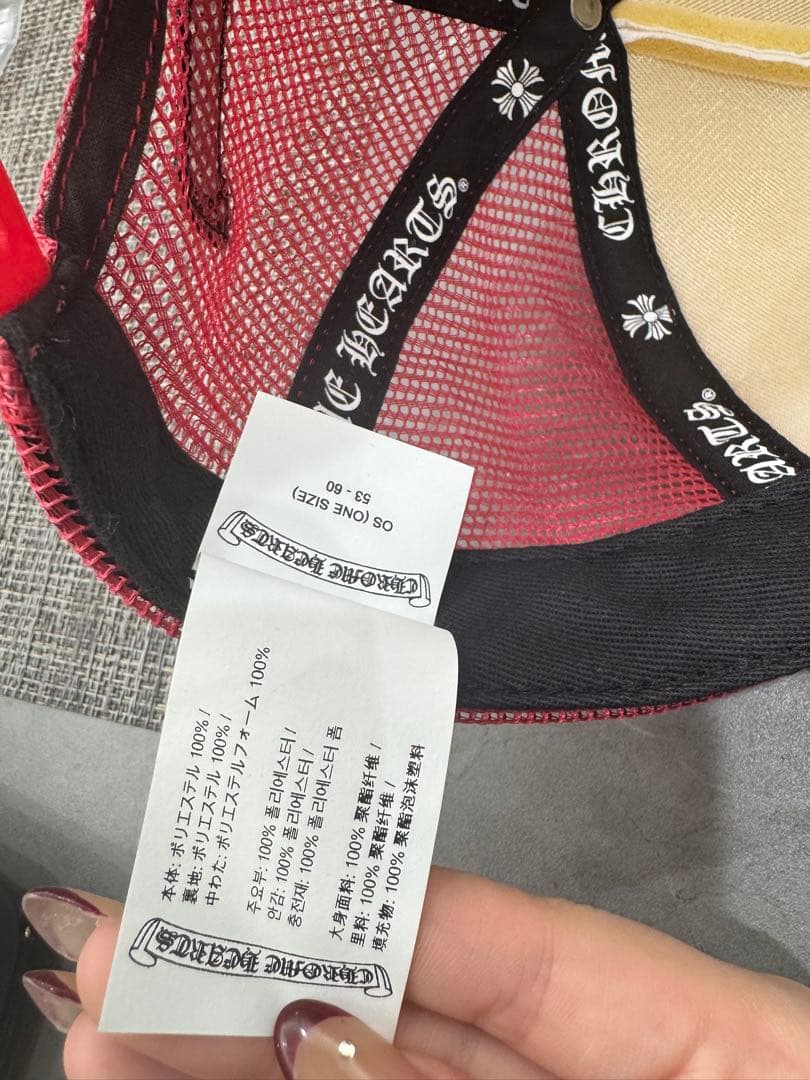 HEARTS®
CHROM
ARTS®
OS (ONE SIZE)
53 - 60
CHROME HEARTS
本体: ポリエステル 100% /
裏地: ポリエステル 100% /
中わた: ポリエステルフォーム 100%
주요부: 100% 폴리에스터 /
안감: 100% 폴리에스터 /
충전재: 100% 폴리에스터 폼
大身面料: 100% 聚酯纤维 /
里料: 100% 聚酯纤维 /
填充物: 100% 聚酯泡沫塑料
CHROME HEARTS